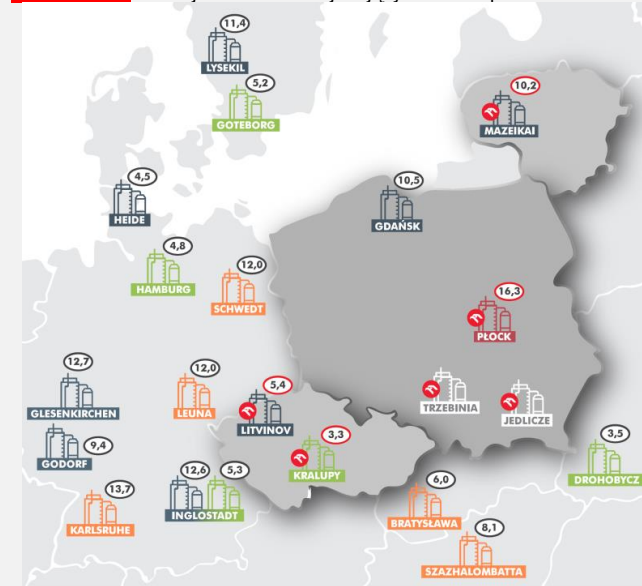 11,4
LYSEKIL
5,2
GOTEBORG
10,2
MAZEIKAI
4,5
HEIDE
10,5
GDAŃSK
4,8
HAMBURG
12,0
SCHWEDT
16,3
PŁOCK
12,7
GLESENKIRCHEN
12,0
LEUNA
5,4
LITVINOV
TRZEBINIA
JEDLICZE
9,4
GODORF
3,3
KRALUPY
3,5
DROHOBYCZ
13,7
KARLSRUHE
12,6
5,3
INGLOSTADT
6,0
BRATYSŁAWA
8,1
SZAZHALOMBATTA